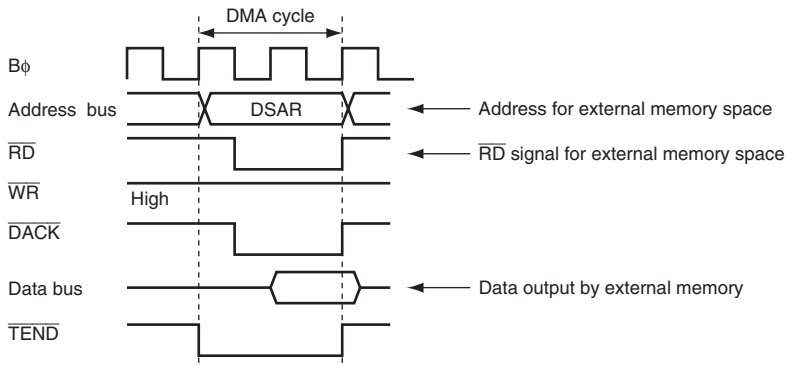 DMA cycle
Bϕ
Address bus DSAR Address for external memory space
RD RD signal for external memory space
WR High
DACK
Data bus Data output by external memory
TEND